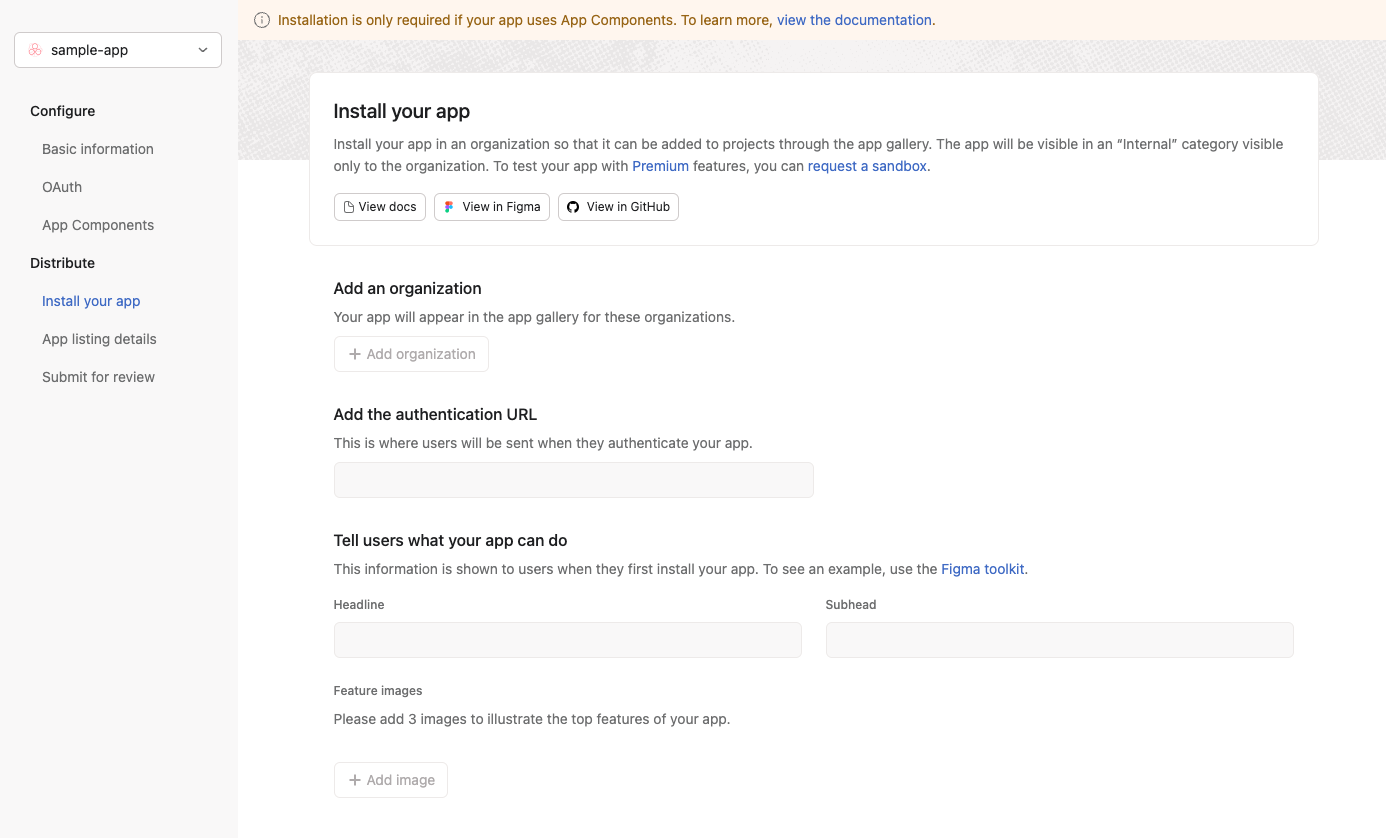 Installation is only required if your app uses App Components. To learn more, view the documentation.
sample-app
Configure
Basic information
OAuth
App Components
Distribute
Install your app
App listing details
Submit for review
Install your app
Install your app in an organization so that it can be added to projects through the app gallery. The app will be visible in an “Internal” category visible
only to the organization. To test your app with Premium features, you can request a sandbox.
View docs
View in Figma
View in GitHub
Add an organization
Your app will appear in the app gallery for these organizations.
Add organization
Add the authentication URL
This is where users will be sent when they authenticate your app.
Tell users what your app can do
This information is shown to users when they first install your app. To see an example, use the Figma toolkit.
Headline
Subhead
Feature images
Please add 3 images to illustrate the top features of your app.
Add image